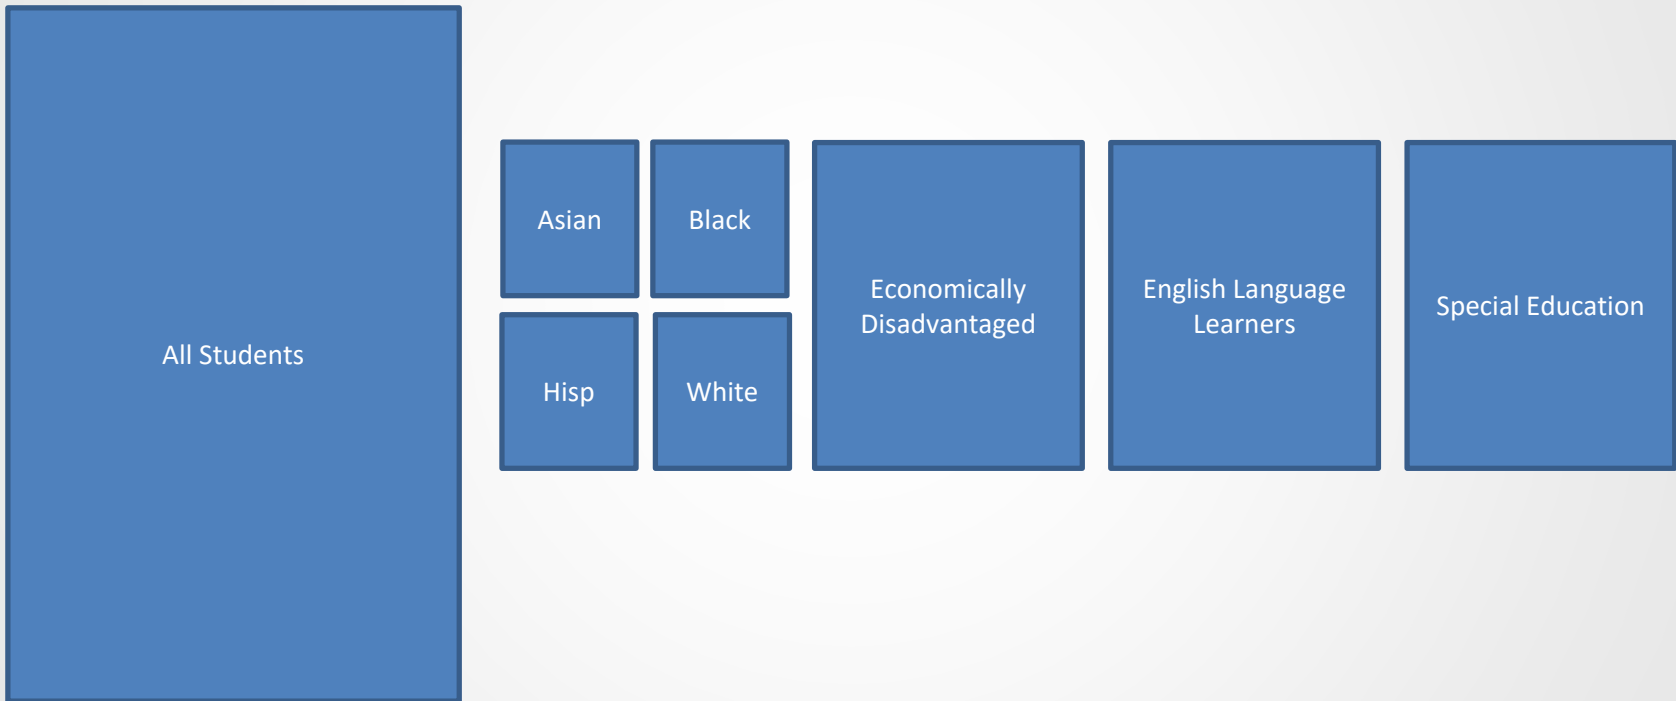 All Students
Asian
Black
Hisp
White
Economically
Disadvantaged
English Language
Learners
Special Education